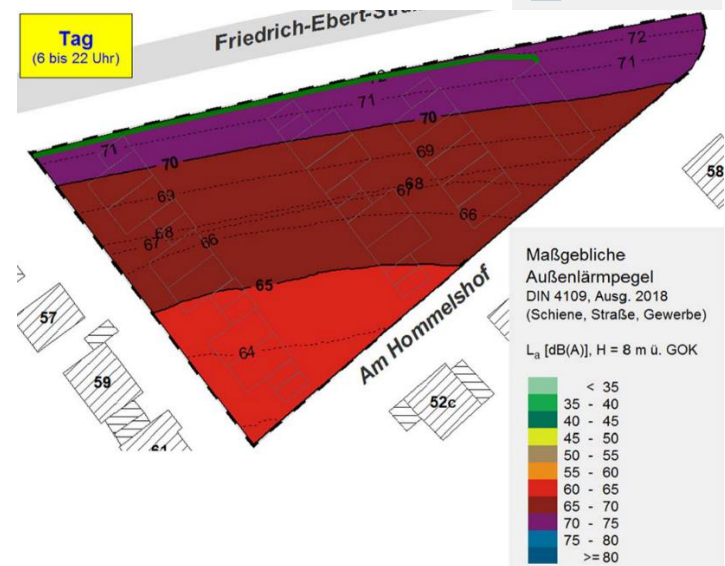 Tag
(6 bis 22 Uhr)
Friedrich-Ebert-
72
71
72
71
71
70
70
69
69
68
68
67
67
66
66
65
64
Am Hommelshof
57
59
58
52c
Maßgebliche
Außenlärmpegel
DIN 4109, Ausg. 2018
(Schiene, Straße, Gewerbe)
Lₐ [dB(A)], H = 8 m ü. GOK
< 35
35 - 40
40 - 45
45 - 50
50 - 55
55 - 60
60 - 65
65 - 70
70 - 75
75 - 80
>= 80